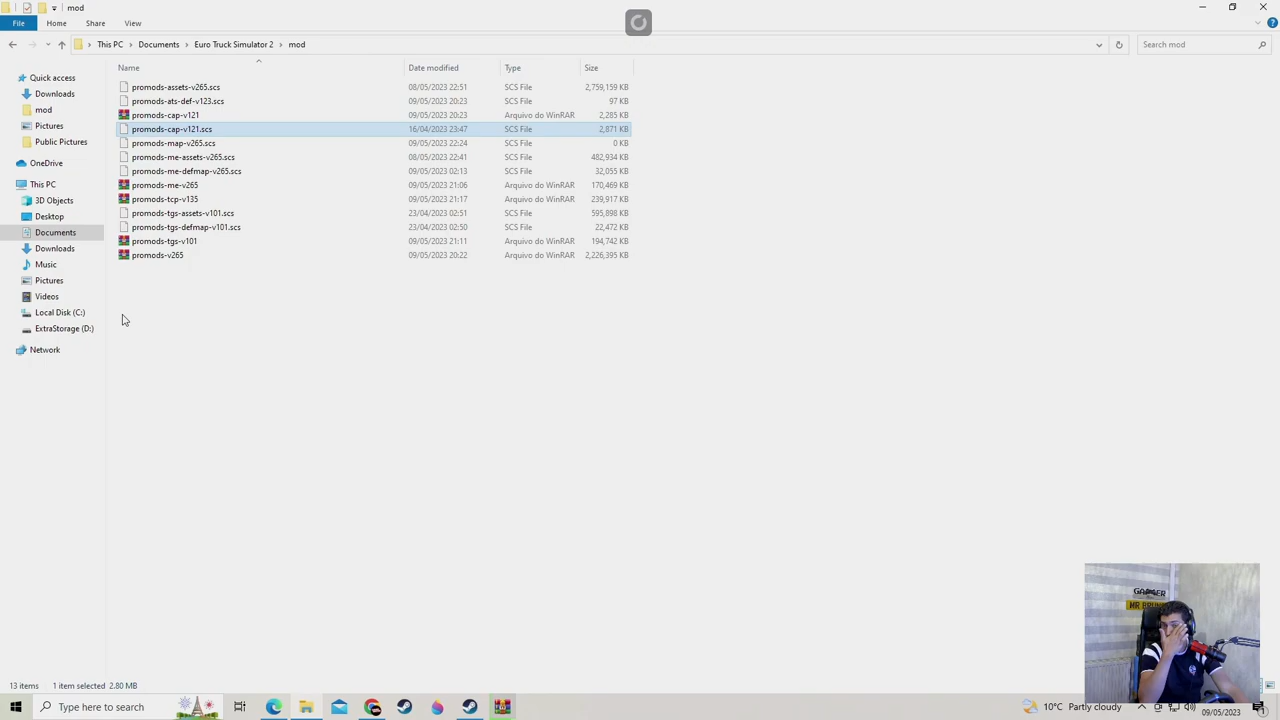 mod
File Home Share View
This PC Documents Euro Truck Simulator 2 mod Search mod
Name Date modified Type Size
Quick access
Downloads
mod
Pictures
Public Pictures
OneDrive
This PC
3D Objects
Desktop
Documents
Downloads
Music
Pictures
Videos
Local Disk (C:)
ExtraStorage (D:)
Network
promods-assets-v265.scs 08/05/2023 22:51 SCS File 2,759,159 KB
promods-ats-def-v123.scs 09/05/2023 20:23 SCS File 97 KB
promods-cap-v121 09/05/2023 20:23 Arquivo do WinRAR 2,285 KB
promods-cap-v121.scs 16/04/2023 23:47 SCS File 2,871 KB
promods-map-v265.scs 09/05/2023 22:24 SCS File 0 KB
promods-me-assets-v265.scs 08/05/2023 22:41 SCS File 482,934 KB
promods-me-defmap-v265.scs 09/05/2023 02:13 SCS File 32,055 KB
promods-me-v265 09/05/2023 21:06 Arquivo do WinRAR 170,469 KB
promods-tcp-v135 09/05/2023 21:17 Arquivo do WinRAR 239,917 KB
promods-tgs-assets-v101.scs 23/04/2023 02:51 SCS File 595,898 KB
promods-tgs-defmap-v101.scs 23/04/2023 02:50 SCS File 22,472 KB
promods-tgs-v101 09/05/2023 21:11 Arquivo do WinRAR 194,742 KB
promods-v265 09/05/2023 20:22 Arquivo do WinRAR 2,226,395 KB
13 items 1 item selected 2.80 MB
Type here to search
10°C Partly cloudy
09/05/2023